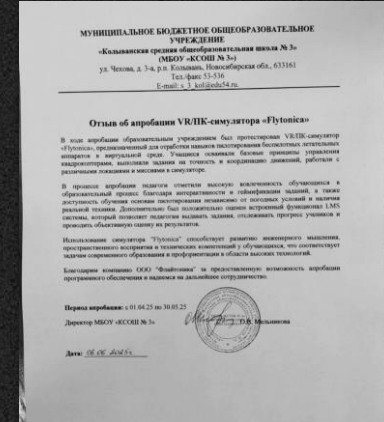 МУНИЦИПАЛЬНОЕ БЮДЖЕТНОЕ ОБЩЕОБРАЗОВАТЕЛЬНОЕ
УЧРЕЖДЕНИЕ
«Колыванская средняя общеобразовательная школа № 3»
(МБОУ «КСОШ № 3»)
ул. Чехова, д. 3-а, р.п. Колывань, Новосибирская обл., 633161
Тел./факс 53-536
E-mail: s_3_kol@edu54.ru.
Отзыв об апробации VR/ПК-симулятора «Flytonica»
В ходе апробации образовательным учреждением был протестирован VR/ПК-симулятор
«Flytonica», предназначенный для отработки навыков пилотирования беспилотных летательных
аппаратов в виртуальной среде. Учащиеся осваивали базовые принципы управления
квадрокоптерами, выполняли задания на точность и координацию движений, работали с
различными локациями и миссиями в симуляторе.
В процессе апробации педагоги отметили высокую вовлеченность обучающихся в
образовательный процесс благодаря интерактивности и геймификации заданий, а также
доступность обучения основам пилотирования независимо от погодных условий и наличия
реальной техники. Дополнительно был положительно оценен встроенный функционал LMS
системы, который позволяет педагогам выдавать задания, отслеживать прогресс учеников и
проводить объективную оценку их результатов.
Использование симулятора "Flytonica" способствует развитию инженерного мышления,
пространственного восприятия и технических компетенций у обучающихся, что соответствует
задачам современного образования и профориентации в области высоких технологий.
Благодарим компанию ООО "Флайтоника" за предоставленную возможность апробации
программного обеспечения и надеемся на дальнейшее сотрудничество.
Период апробации: с 01.04.25 по 30.05.25
Директор МБОУ «КСОШ № 3» О.В. Мельникова
Дата: 06.06.2025г.